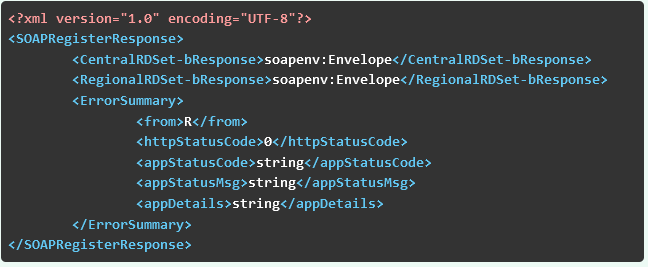 <?xml version="1.0" encoding="UTF-8"?>
<SOAPRegisterResponse>
<CentralRDSet-bResponse>soapenv:Envelope</CentralRDSet-bResponse>
<RegionalRDSet-bResponse>soapenv:Envelope</RegionalRDSet-bResponse>
<ErrorSummary>
<from>R</from>
<httpStatusCode>0</httpStatusCode>
<appStatusCode>string</appStatusCode>
<appStatusMsg>string</appStatusMsg>
<appDetails>string</appDetails>
</ErrorSummary>
</SOAPRegisterResponse>